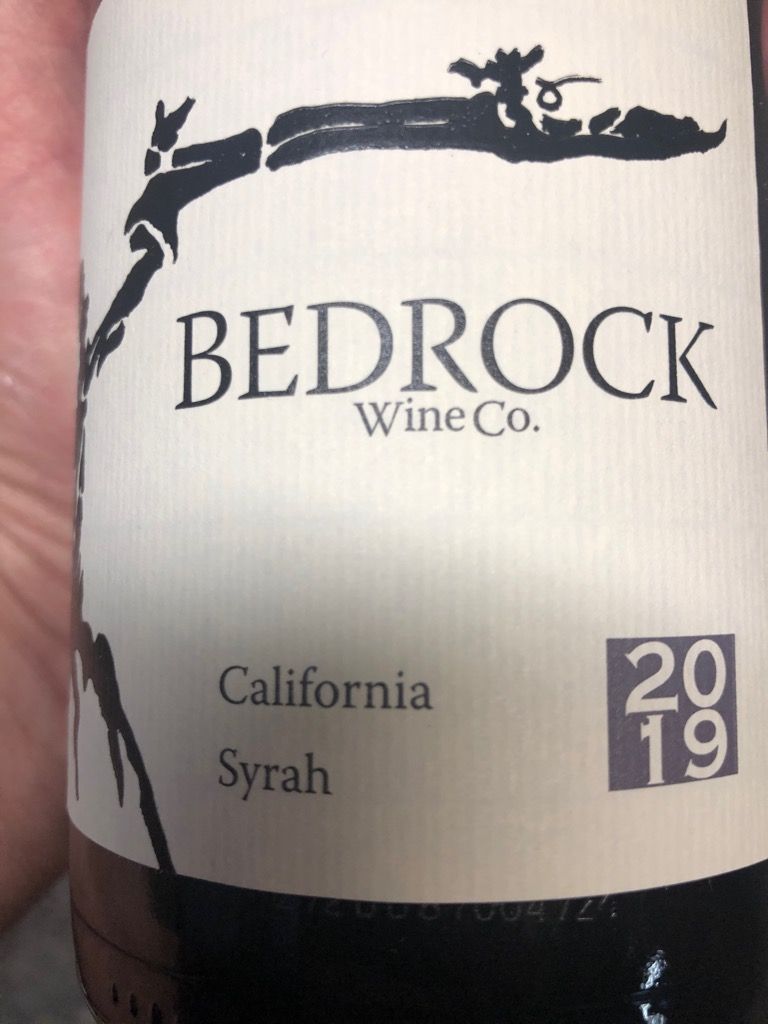 BEDROCK
Wine Co.
California
Syrah
20
19